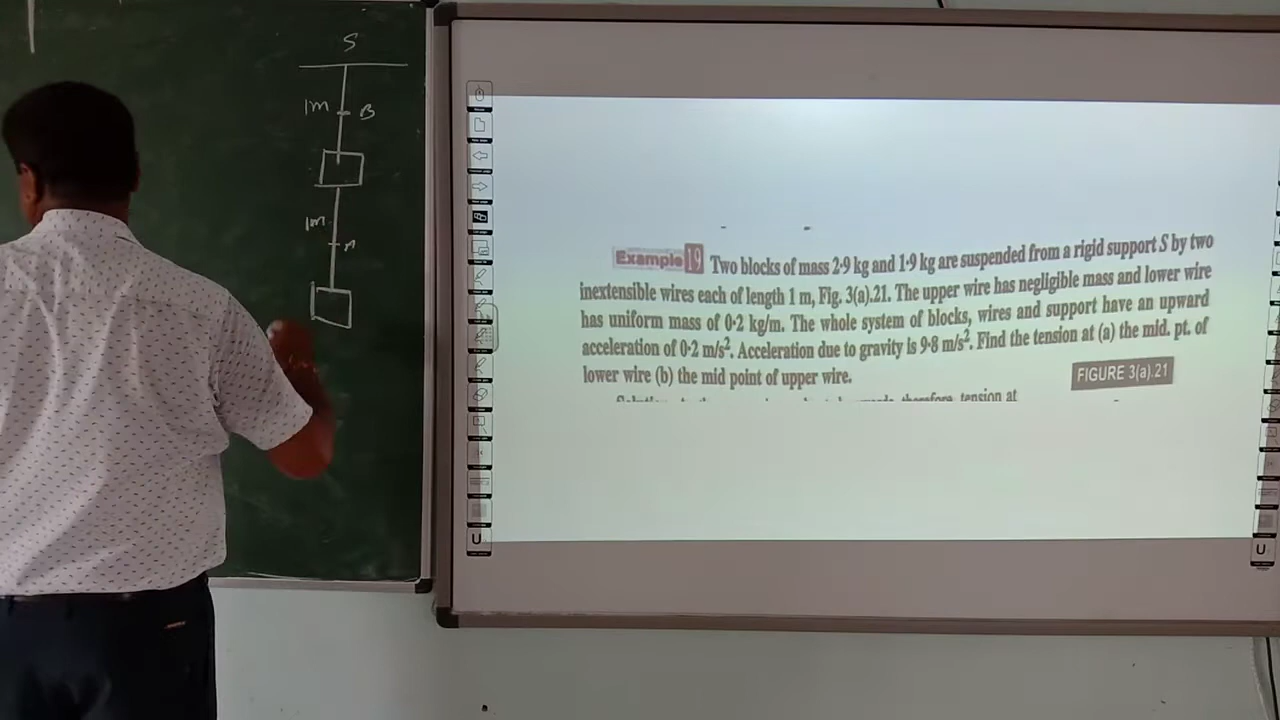 S
1m B
1m A
Example 19 Two blocks of mass 2·9 kg and 1·9 kg are suspended from a rigid support S by two
inextensible wires each of length 1 m, Fig. 3(a).21. The upper wire has negligible mass and lower wire
has uniform mass of 0·2 kg/m. The whole system of blocks, wires and support have an upward
acceleration of 0·2 m/s². Acceleration due to gravity is 9·8 m/s². Find the tension at (a) the mid. pt. of
lower wire (b) the mid point of upper wire.
FIGURE 3(a).21
therefore, tension at
U
U